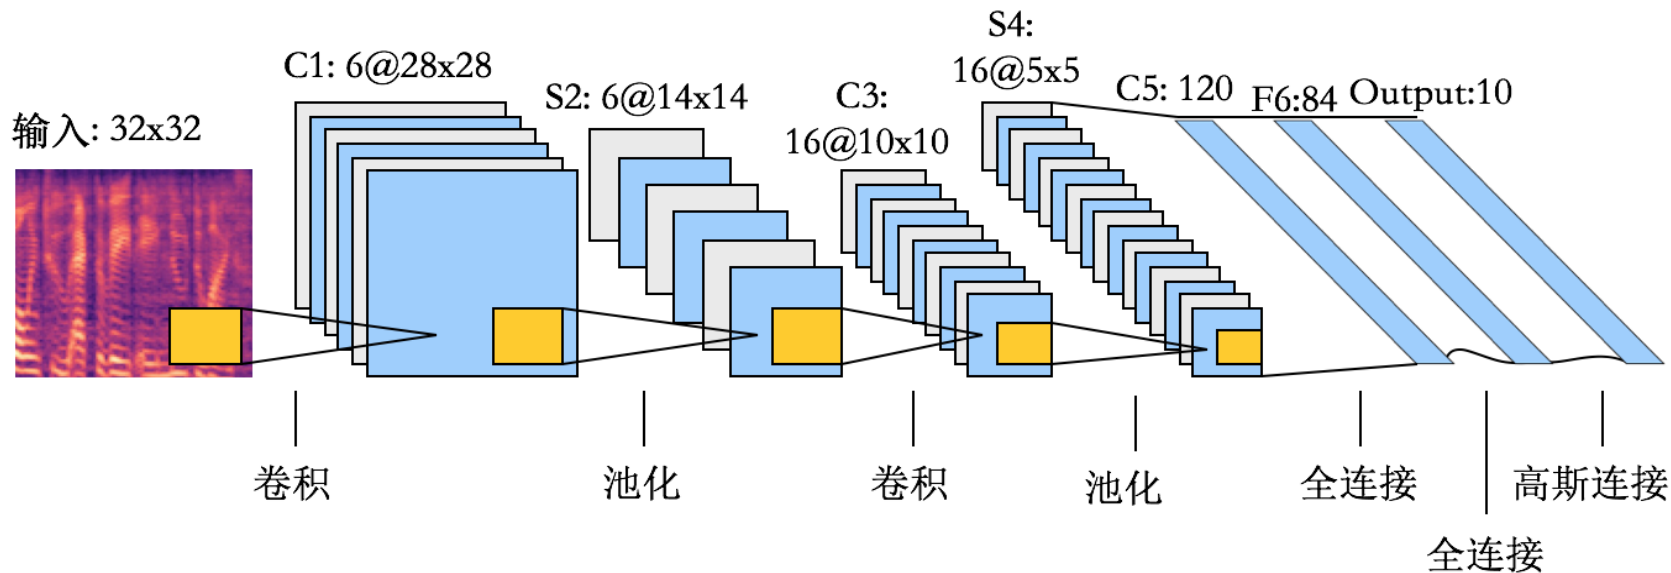 输入: 32x32
C1: 6@28x28
S2: 6@14x14
C3:
16@10x10
S4:
16@5x5
C5: 120
F6:84
Output:10
卷积
池化
卷积
池化
全连接
全连接
高斯连接